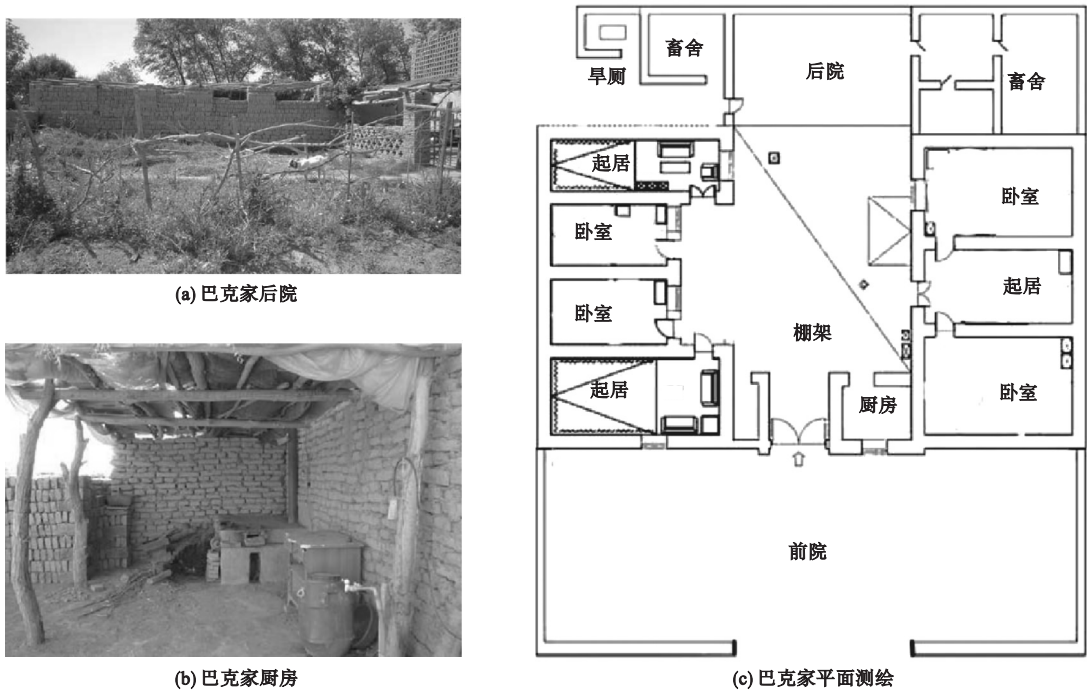 (a) 巴克家后院
(b) 巴克家厨房
旱厕
畜舍
后院
畜舍
起居
卧室
卧室
起居
卧室
起居
卧室
棚架
厨房
前院
(c) 巴克家平面测绘